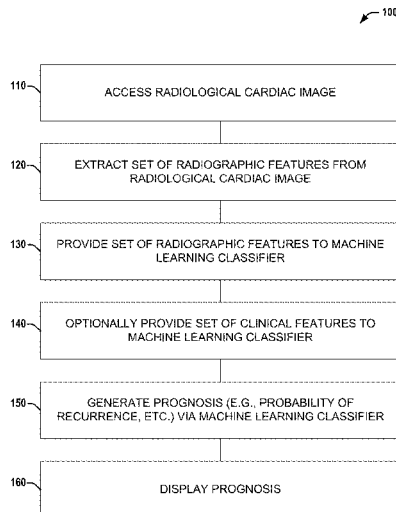 100
110
ACCESS RADIOLOGICAL CARDIAC IMAGE
120
EXTRACT SET OF RADIOGRAPHIC FEATURES FROM
RADIOLOGICAL CARDIAC IMAGE
130
PROVIDE SET OF RADIOGRAPHIC FEATURES TO MACHINE
LEARNING CLASSIFIER
140
OPTIONALLY PROVIDE SET OF CLINICAL FEATURES TO
MACHINE LEARNING CLASSIFIER
150
GENERATE PROGNOSIS (E.G., PROBABILITY OF
RECURRENCE, ETC.) VIA MACHINE LEARNING CLASSIFIER
160
DISPLAY PROGNOSIS